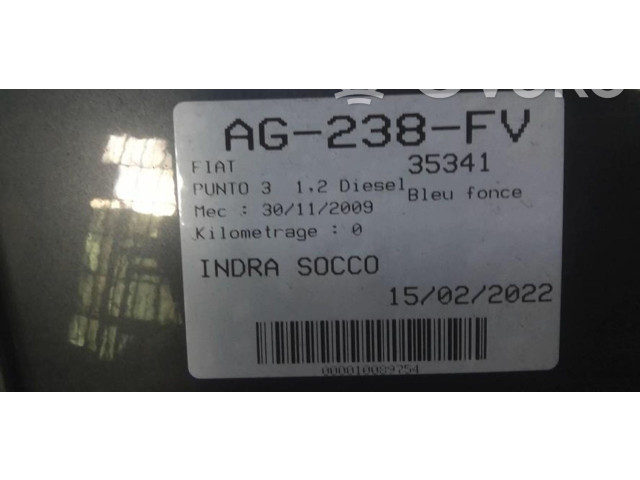 AG-238-FV
FIAT 35341
PUNTO 3 1,2 Diesel Bleu fonce
Mec : 30/11/2009
Kilometrage : 0
INDRA SOCCO
15/02/2022
000010089754